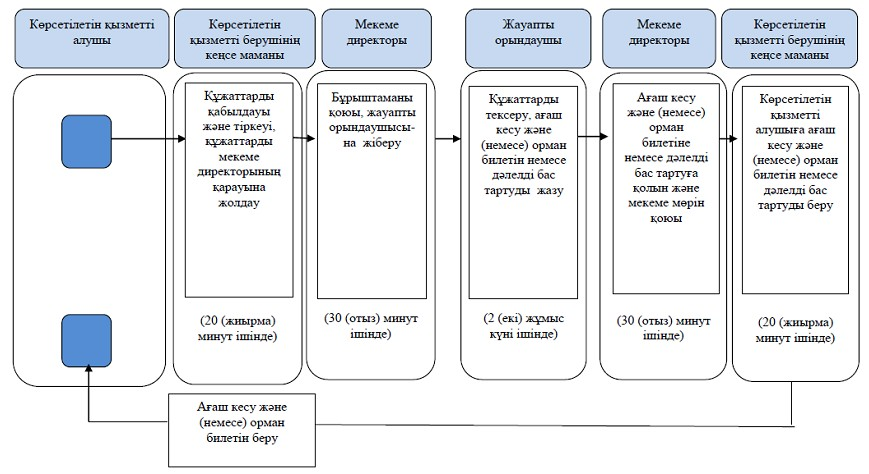 Көрсетілетін қызметті
алушы
Көрсетілетін
қызметті берушінің
кеңсе маманы
Мекеме
директоры
Жауапты
орындаушы
Мекеме
директоры
Көрсетілетін
қызметті берушінің
кеңсе маманы
Құжаттарды
қабылдауы
және тіркеуі,
құжаттарды
мекеме
директорының
қарауына
жолдау
(20 (жиырма)
минут ішінде)
Бұрыштаманы
қоюы, жауапты
орындаушысы-
на жіберу
(30 (отыз) минут
ішінде)
Құжаттарды
тексеру, ағаш
кесу және
(немесе) орман
билетін немесе
дәлелді бас
тартуды жазу
(2 (екі) жұмыс
күні ішінде)
Ағаш кесу
және (немесе)
орман
билетіне
немесе дәлелді
бас тартуға
қолын және
мекеме мөрін
қоюы
(30 (отыз) минут
ішінде)
Көрсетілетін
қызметті
алушыға ағаш
кесу және
(немесе) орман
билетін немесе
дәлелді бас
тартуды беру
(20 (жиырма)
минут ішінде)
Ағаш кесу және
(немесе) орман
билетін беру